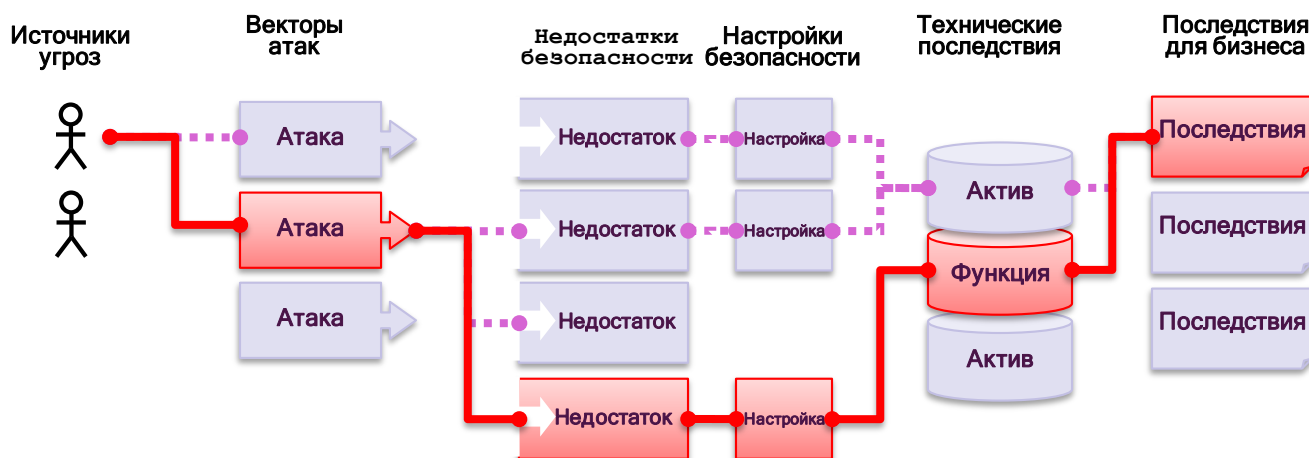 Источники
угроз
Векторы
атак
Недостатки
безопасности
Настройки
безопасности
Технические
последствия
Последствия
для бизнеса
Атака
Недостаток
Настройка
Последствия
Актив
Атака
Недостаток
Настройка
Последствия
Функция
Атака
Недостаток
Последствия
Актив
Недостаток
Настройка